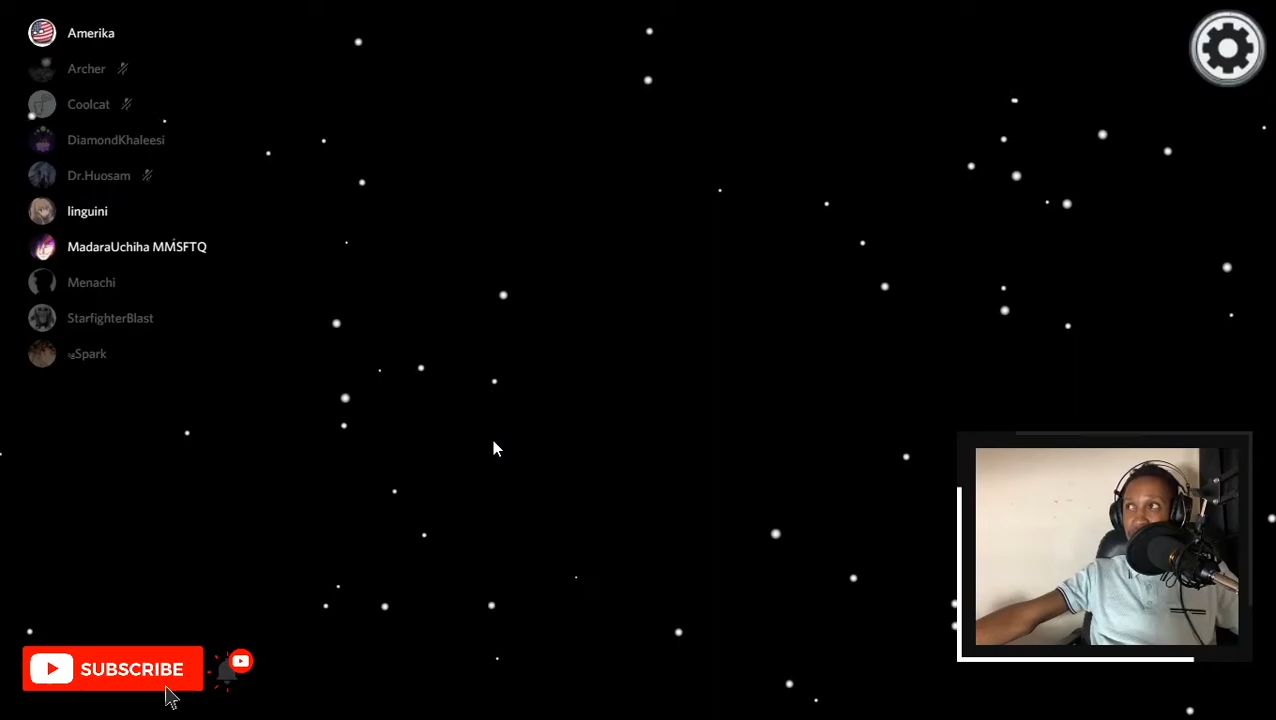 Amerika
Archer
Coolcat
DiamondKhaleesi
Dr.Huosam
linguini
MadaraUchiha MMSFTQ
Menachi
StarfighterBlast
Spark
SUBSCRIBE